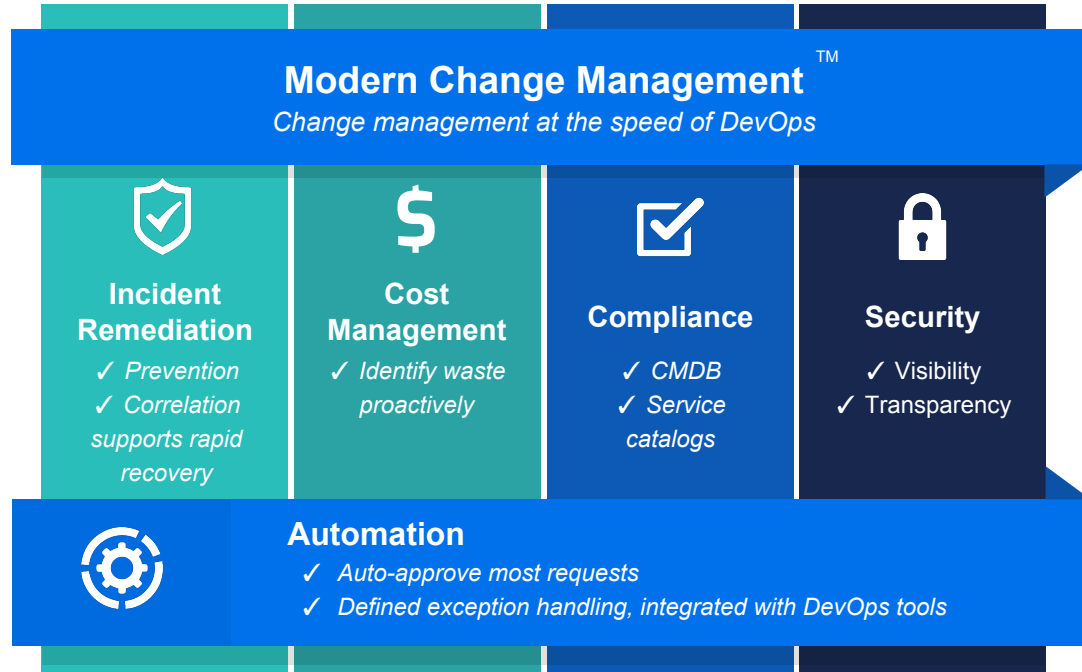 Modern Change Management ™
Change management at the speed of DevOps
Incident
Remediation
✓ Prevention
✓ Correlation
supports rapid
recovery
Cost
Management
✓ Identify waste
proactively
Compliance
✓ CMDB
✓ Service
catalogs
Security
✓ Visibility
✓ Transparency
Automation
✓ Auto-approve most requests
✓ Defined exception handling, integrated with DevOps tools